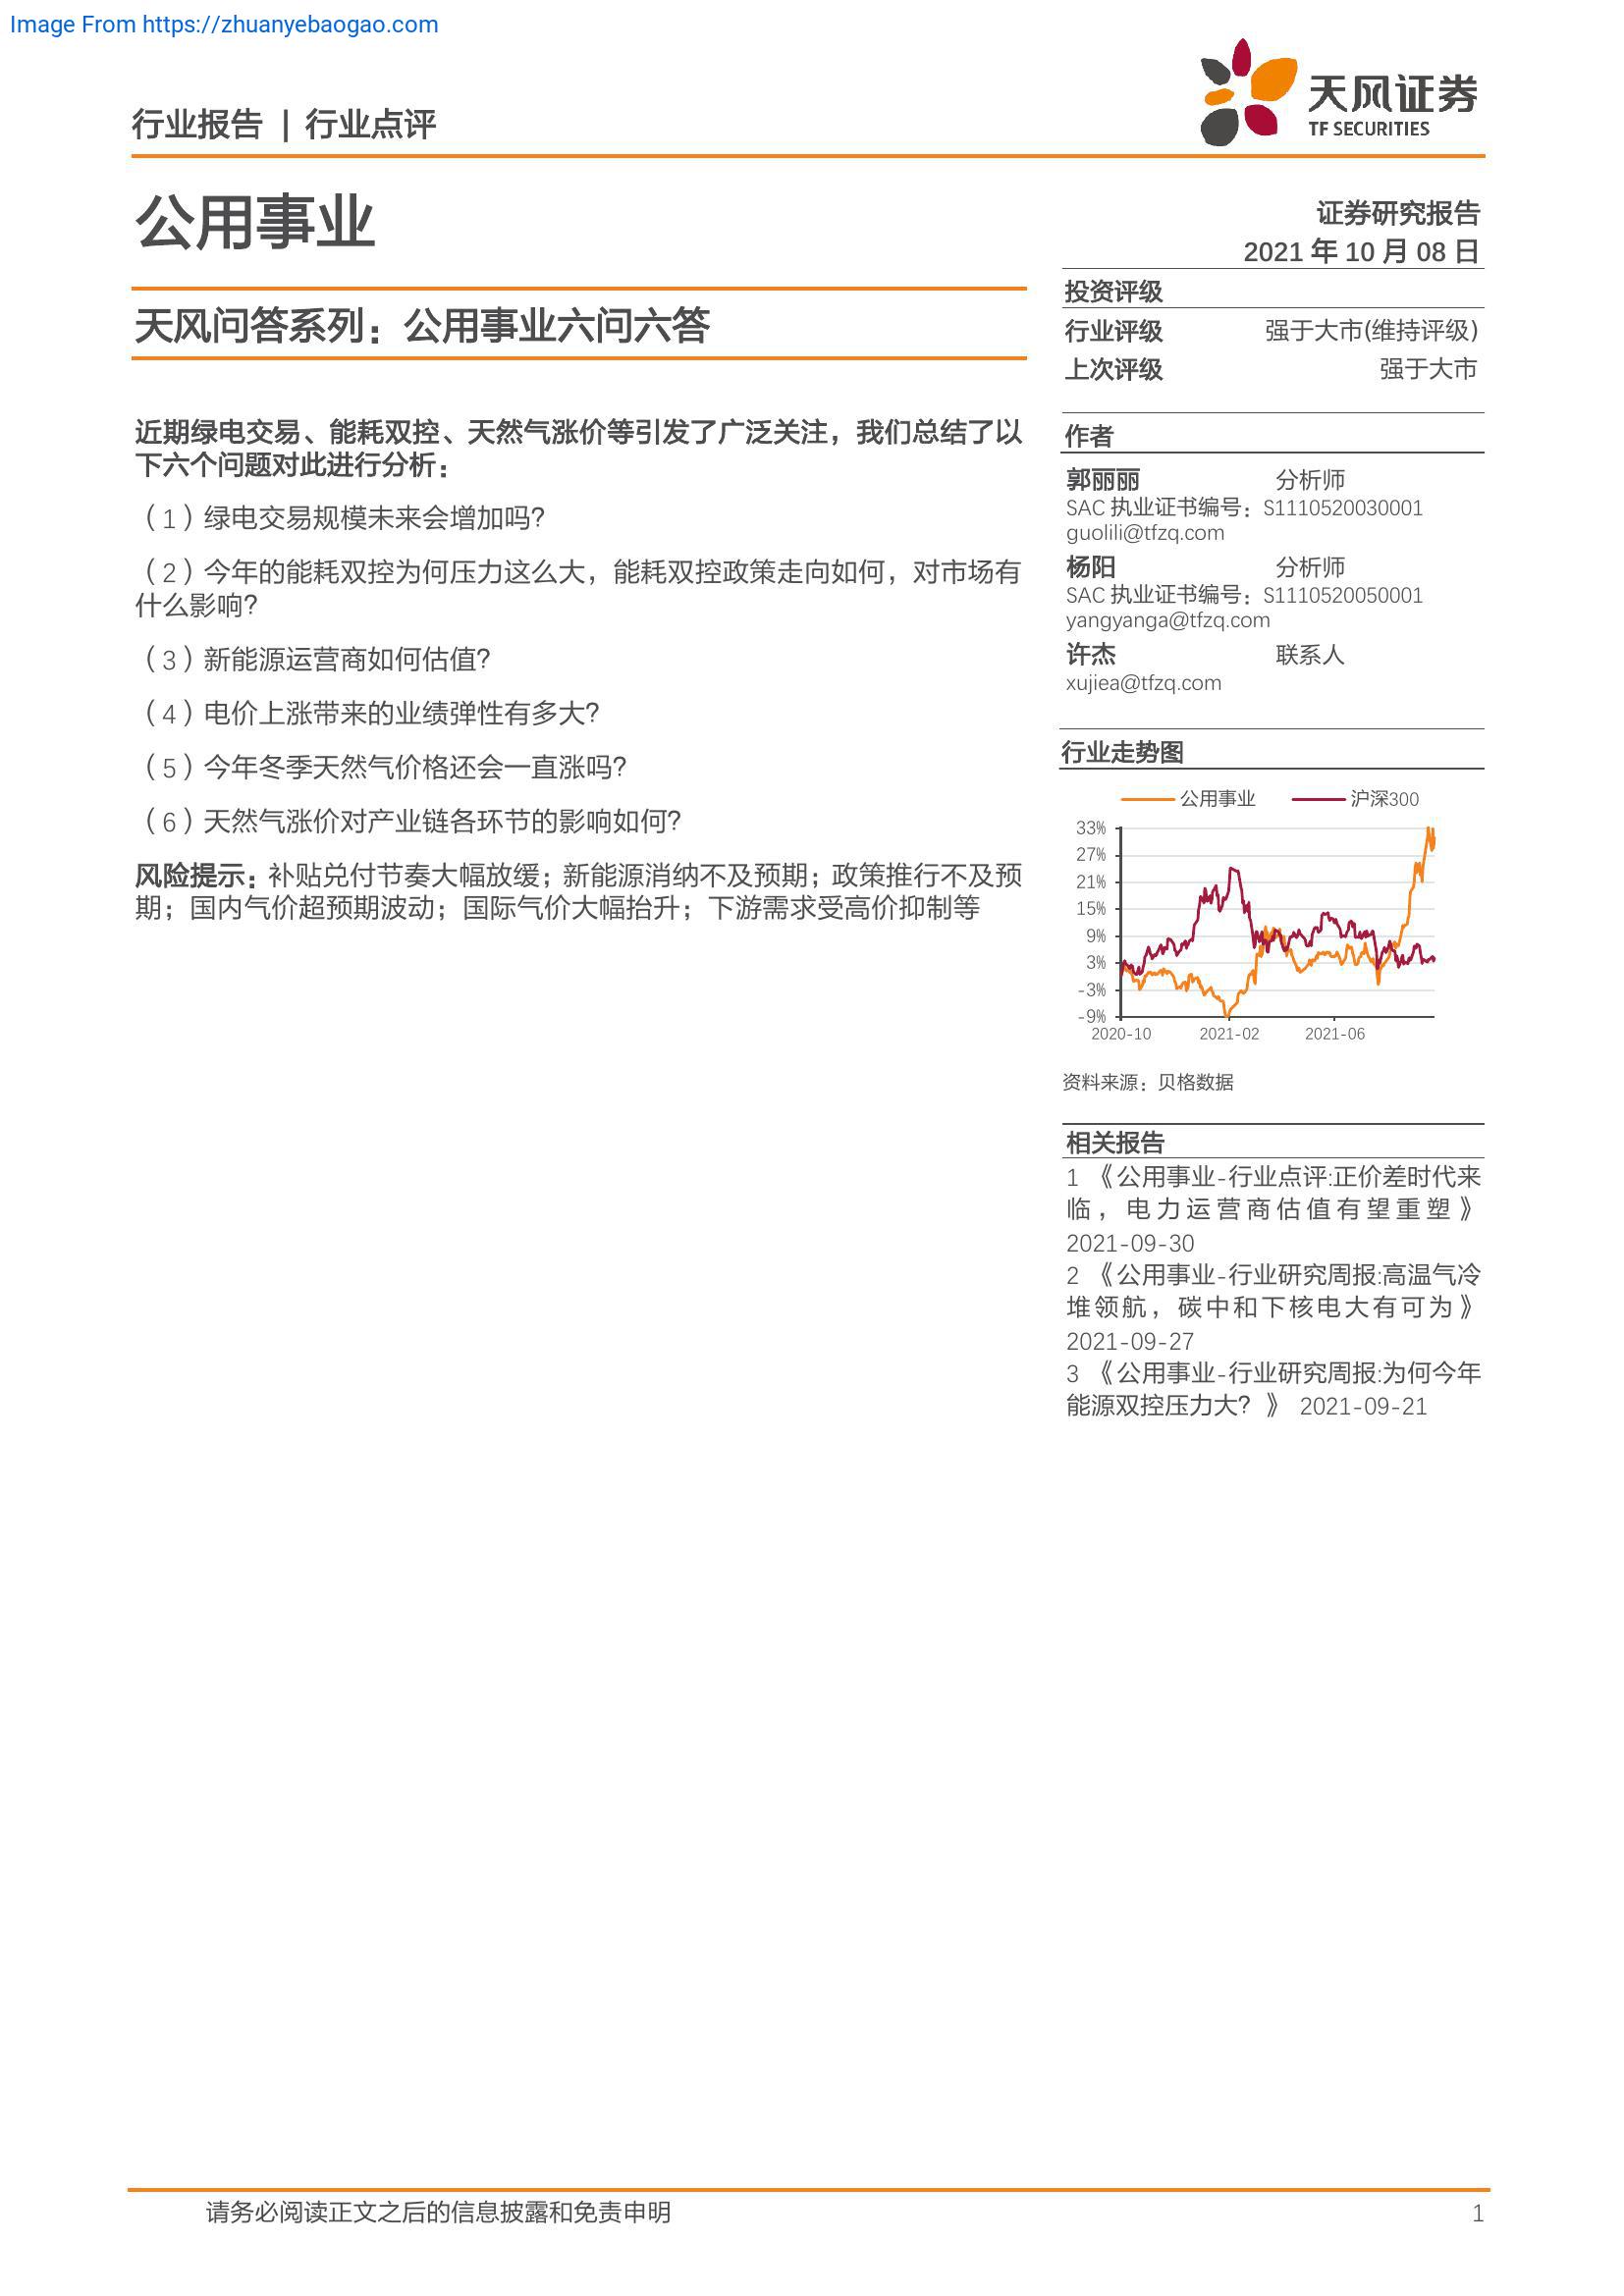 Image From https://zhuanyebaogao.com
行业报告 | 行业点评
天风证券
TF SECURITIES
公用事业
天风问答系列：公用事业六问六答
近期绿电交易、能耗双控、天然气涨价等引发了广泛关注，我们总结了以
下六个问题对此进行分析：
（1）绿电交易规模未来会增加吗？
（2）今年的能耗双控为何压力这么大，能耗双控政策走向如何，对市场有
什么影响？
（3）新能源运营商如何估值？
（4）电价上涨带来的业绩弹性有多大？
（5）今年冬季天然气价格还会一直涨吗？
（6）天然气涨价对产业链各环节的影响如何？
风险提示：补贴兑付节奏大幅放缓；新能源消纳不及预期；政策推行不及预
期；国内气价超预期波动；国际气价大幅抬升；下游需求受高价抑制等
证券研究报告
2021 年 10 月 08 日
投资评级
行业评级 强于大市(维持评级)
上次评级 强于大市
作者
郭丽丽 分析师
SAC 执业证书编号：S1110520030001
guolili@tfzq.com
杨阳 分析师
SAC 执业证书编号：S1110520050001
yangyanga@tfzq.com
许杰 联系人
xujiea@tfzq.com
行业走势图
公用事业 沪深300
33%
27%
21%
15%
9%
3%
-3%
-9%
2020-10 2021-02 2021-06
资料来源：贝格数据
相关报告
1 《公用事业-行业点评:正价差时代来
临，电力运营商估值有望重塑》
2021-09-30
2 《公用事业-行业研究周报:高温气冷
堆领航，碳中和下核电大有可为》
2021-09-27
3 《公用事业-行业研究周报:为何今年
能源双控压力大？》 2021-09-21
请务必阅读正文之后的信息披露和免责申明 1